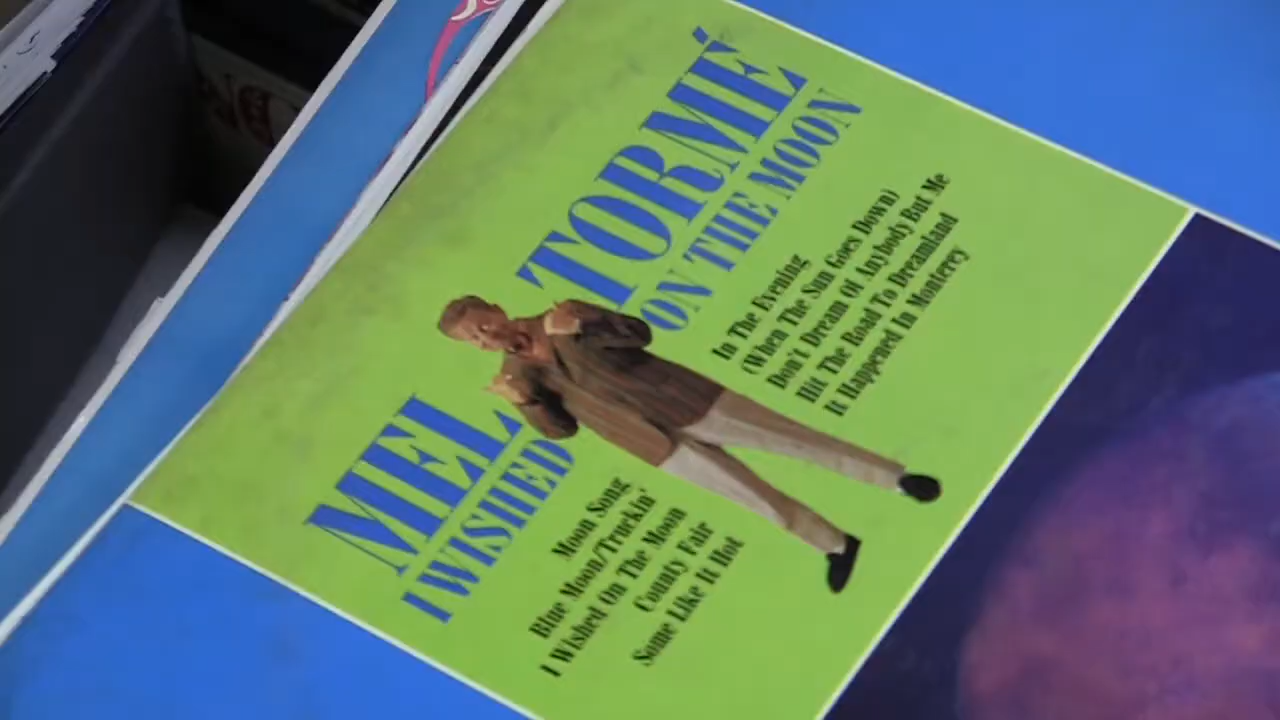 MEL TORMÉ
I WISHED ON THE MOON
Moon Song
Blue Moon/Truckin'
I Wished On The Moon
County Fair
Some Like It Hot
In The Evening
(When The Sun Goes Down)
Don't Dream Of Anybody But Me
Hit The Road To Dreamland
It Happened In Monterey